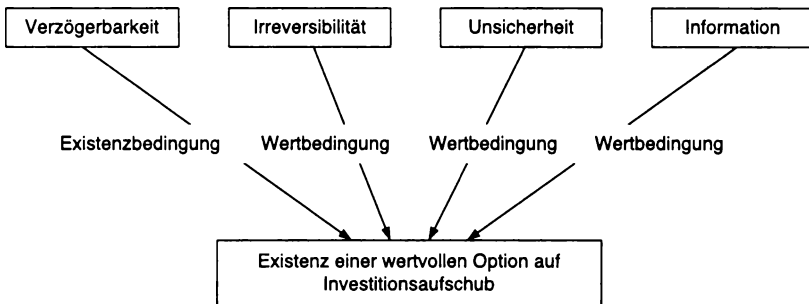 Verzögerbarkeit
Irreversibilität
Unsicherheit
Information
Existenzbedingung
Wertbedingung
Wertbedingung
Wertbedingung
Existenz einer wertvollen Option auf
Investitionsaufschub